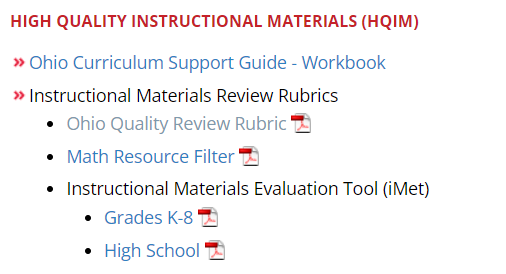 HIGH QUALITY INSTRUCTIONAL MATERIALS (HQIM)
Ohio Curriculum Support Guide - Workbook
Instructional Materials Review Rubrics
Ohio Quality Review Rubric
Math Resource Filter
Instructional Materials Evaluation Tool (iMet)
Grades K-8
High School